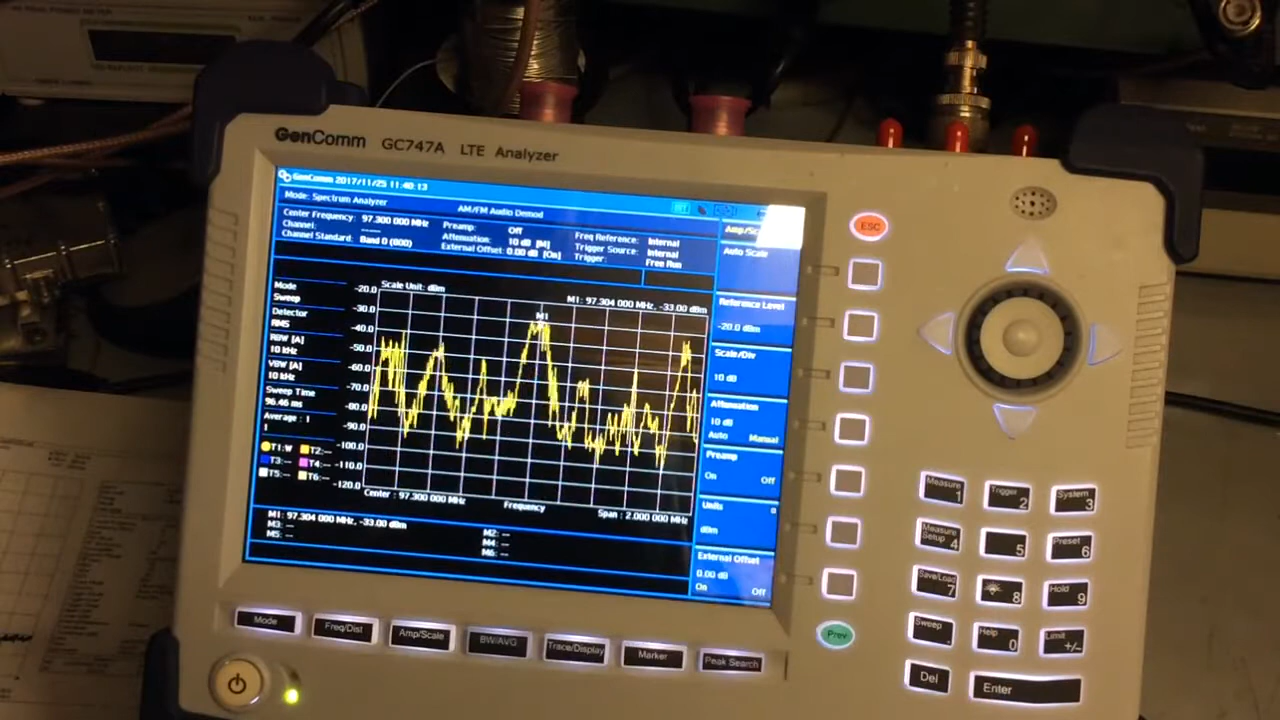 GenComm GC747A LTE Analyzer
GenComm 2017/11/25 11:40:13
Mode: Spectrum Analyzer
AM/FM Audio Demod
Center Frequency: 97.300 000 MHz
Channel: -----
Channel Standard: Band 0 (800)
Preamp: Off
Attenuation: 10 dB [M]
External Offset: 0.00 dB [On]
Freq Reference: Internal
Trigger Source: Internal
Trigger: Free Run
Mode
Sweep
Detector
RMS
RBW [A]
10 kHz
VBW [A]
10 kHz
Sweep Time
96.46 ms
Average : 1
1
T1:W T2:--
T3:-- T4:--
T5:-- T6:--
Scale Unit: dBm
M1: 97.304 000 MHz, -33.00 dBm
M1
-20.0
-30.0
-40.0
-50.0
-60.0
-70.0
-80.0
-90.0
-100.0
-110.0
-120.0
Center : 97.300 000 MHz
Frequency
Span : 2.000 000 MHz
M1: 97.304 000 MHz, -33.00 dBm
M2: --
M3: --
M4: --
M5: --
M6: --
Auto Scale
Reference Level
-20.0 dBm
Scale/Div
10 dB
Attenuation
10 dB
Auto Manual
Preamp
On Off
Units
dBm
External Offset
0.00 dB
On Off
ESC
Prev
Measure 1
Trigger 2
System 3
Measure Setup 4
5
Preset 6
Save/Load 7
8
Hold 9
Sweep .
Help 0
Limit +/-
Del
Enter
Mode
Freq/Dist
Amp/Scale
BW/AVG
Trace/Display
Marker
Peak Search